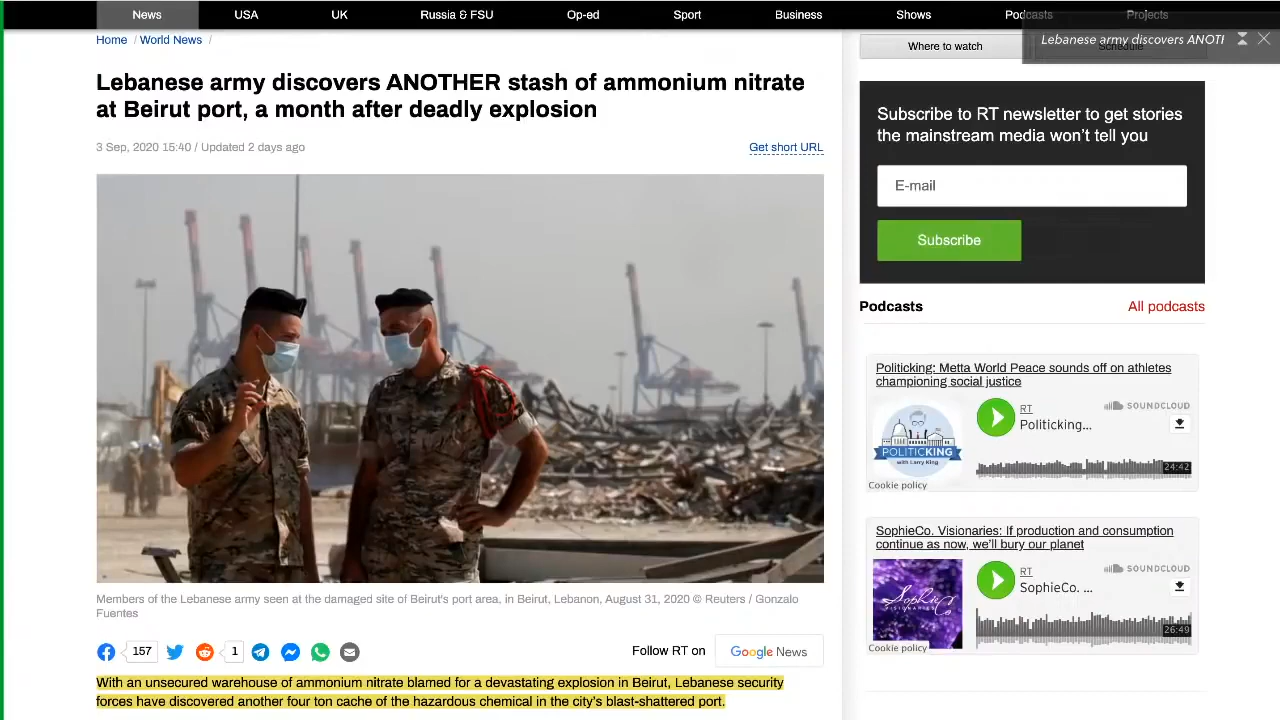 News USA UK Russia & FSU Op-ed Sport Business Shows Podcasts Projects
Home / World News /
Where to watch
Schedule
Lebanese army discovers ANOTH
Lebanese army discovers ANOTHER stash of ammonium nitrate
at Beirut port, a month after deadly explosion
3 Sep, 2020 15:40 / Updated 2 days ago
Get short URL
Members of the Lebanese army seen at the damaged site of Beirut's port area, in Beirut, Lebanon, August 31, 2020 © Reuters / Gonzalo
Fuentes
157
1
Follow RT on
Google News
With an unsecured warehouse of ammonium nitrate blamed for a devastating explosion in Beirut, Lebanese security
forces have discovered another four ton cache of the hazardous chemical in the city's blast-shattered port.
Subscribe to RT newsletter to get stories
the mainstream media won't tell you
E-mail
Subscribe
Podcasts
All podcasts
Politicking: Metta World Peace sounds off on athletes
championing social justice
RT
SOUNDCLOUD
Politicking...
POLITICKING
with Larry King
24:42
Cookie policy
SophieCo. Visionaries: If production and consumption
continue as now, we'll bury our planet
RT
SOUNDCLOUD
SophieCo. ...
SophieCo
VISIONARIES
26:49
Cookie policy